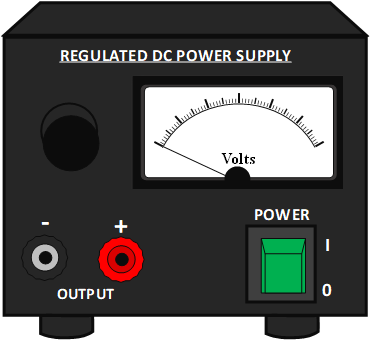 REGULATED DC POWER SUPPLY
Volts
- +
POWER
I
0
OUTPUT